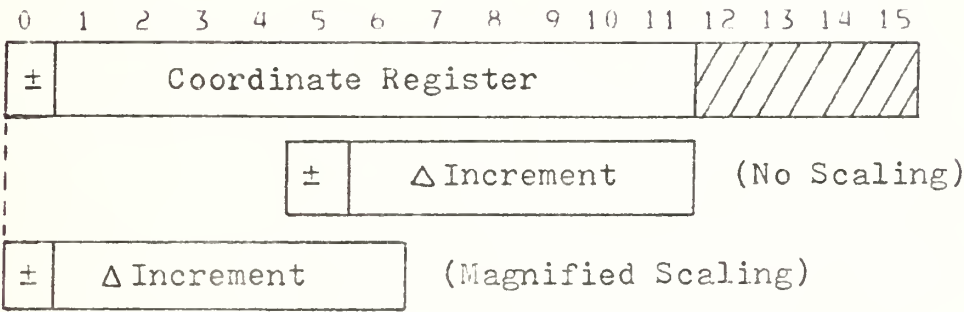 0 1 2 3 4 5 6 7 8 9 10 11 12 13 14 15
± Coordinate Register
± Δ Increment (No Scaling)
± Δ Increment (Magnified Scaling)